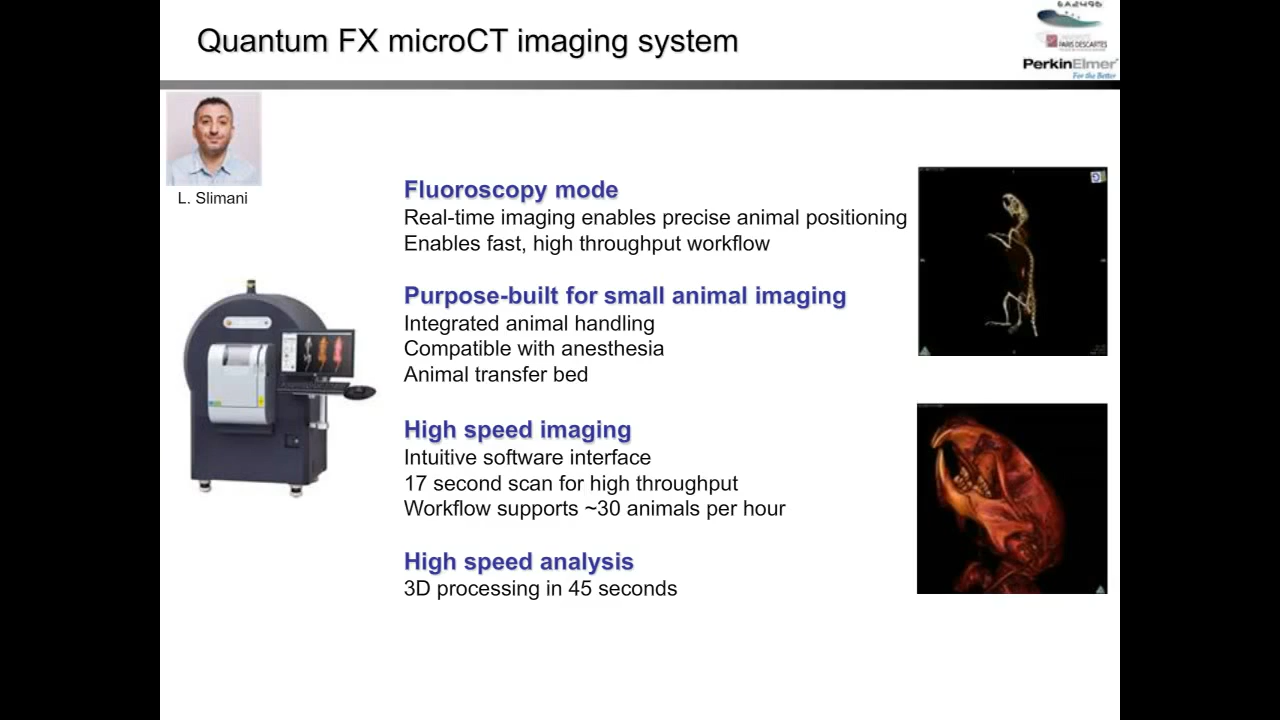 Quantum FX microCT imaging system
EA2496
PARIS DESCARTES
PerkinElmer
For the Better
L. Slimani
Fluoroscopy mode
Real-time imaging enables precise animal positioning
Enables fast, high throughput workflow
Purpose-built for small animal imaging
Integrated animal handling
Compatible with anesthesia
Animal transfer bed
High speed imaging
Intuitive software interface
17 second scan for high throughput
Workflow supports ~30 animals per hour
High speed analysis
3D processing in 45 seconds